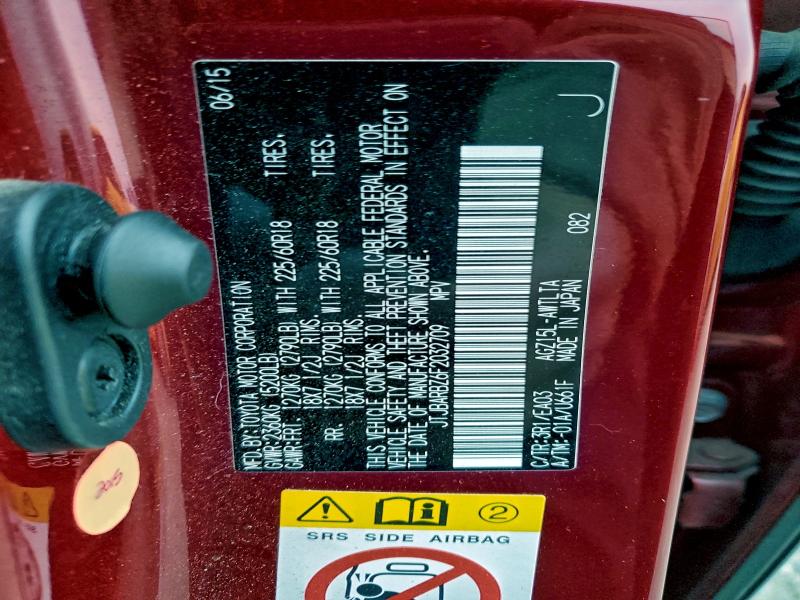 MFD. BY TOYOTA MOTOR CORPORATION 06/15
GVWR 2360KG (5200LB)
GAWR FRT. 1270KG (2790LB) WITH 225/60R18 TIRES.
18X7 1/2J RIMS.
RR. 1270KG (2790LB) WITH 225/60R18 TIRES.
18X7 1/2J RIMS.
THIS VEHICLE CONFORMS TO ALL APPLICABLE FEDERAL MOTOR
VEHICLE SAFETY AND THEFT PREVENTION STANDARDS IN EFFECT ON
THE DATE OF MANUFACTURE SHOWN ABOVE.
JTJBARBZ6F2032709 MPV
C/TR:3R1/EA03 AGZ15L-AWTLTA 082
A/TM:-01A/U661F MADE IN JAPAN J
2015
2
SRS SIDE AIRBAG